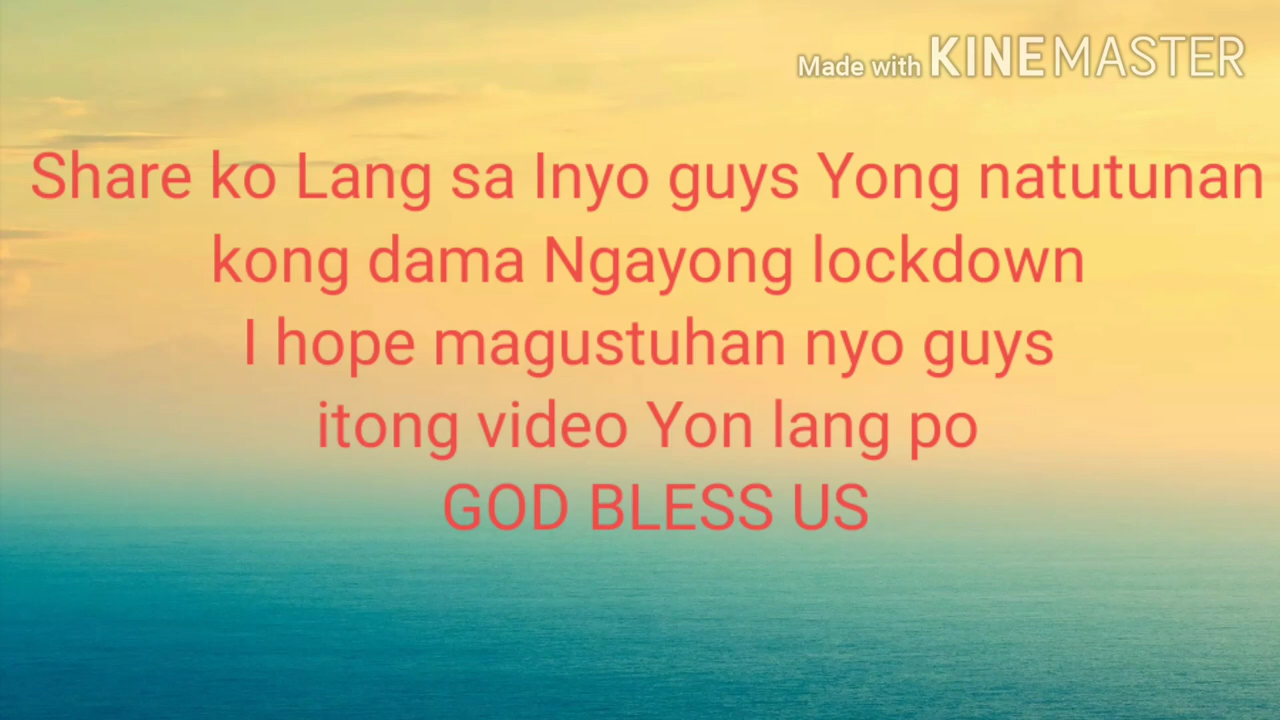 Made with KINEMASTER
Share ko Lang sa Inyo guys Yong natutunan
kong dama Ngayong lockdown
I hope magustuhan nyo guys
itong video Yon lang po
GOD BLESS US